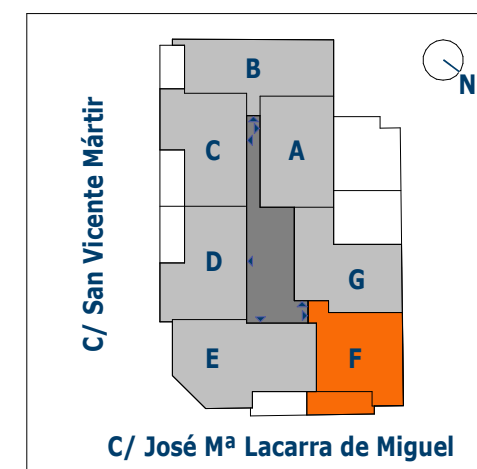 B
N
C/ San Vicente Mártir
C
A
D
G
E
F
C/ José Mª Lacarra de Miguel